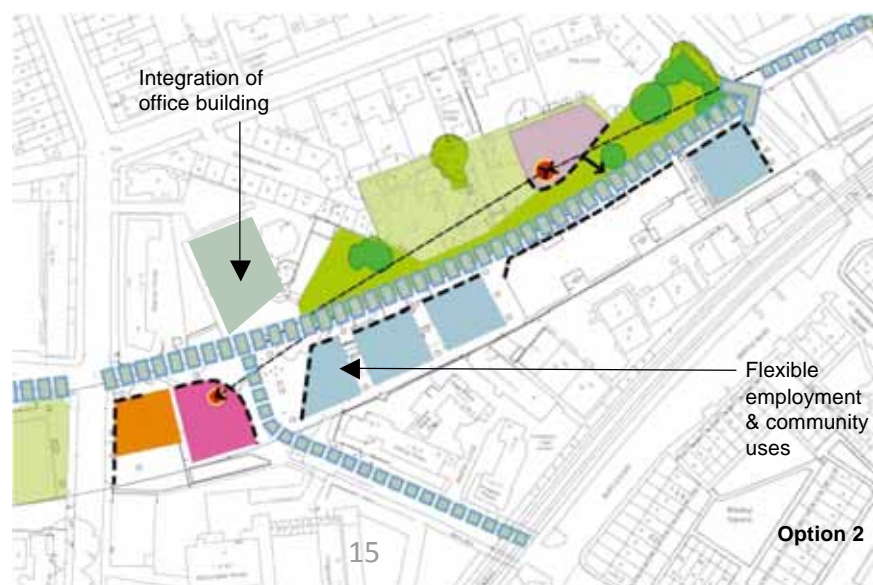 Integration of
office building
Flexible
employment
& community
uses
Option 2
15